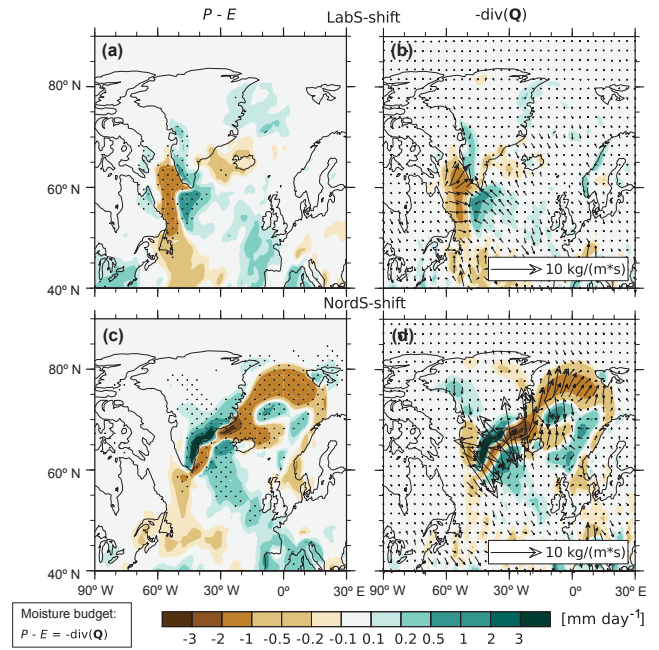 P - E LabS-shift -div(Q)
(a) (b)
80° N
70° N
60° N
50° N
40° N
10 kg/(m*s)
NordS-shift
(c) (d)
80° N
60° N
40° N
10 kg/(m*s)
90° W 60° W 30° W 0° 30° E 90° W 60° W 30° W 0° 30° E
Moisture budget:
P - E = -div(Q)
-3 -2 -1 -0.5 -0.2 -0.1 0.1 0.2 0.5 1 2 3 [mm day⁻¹]